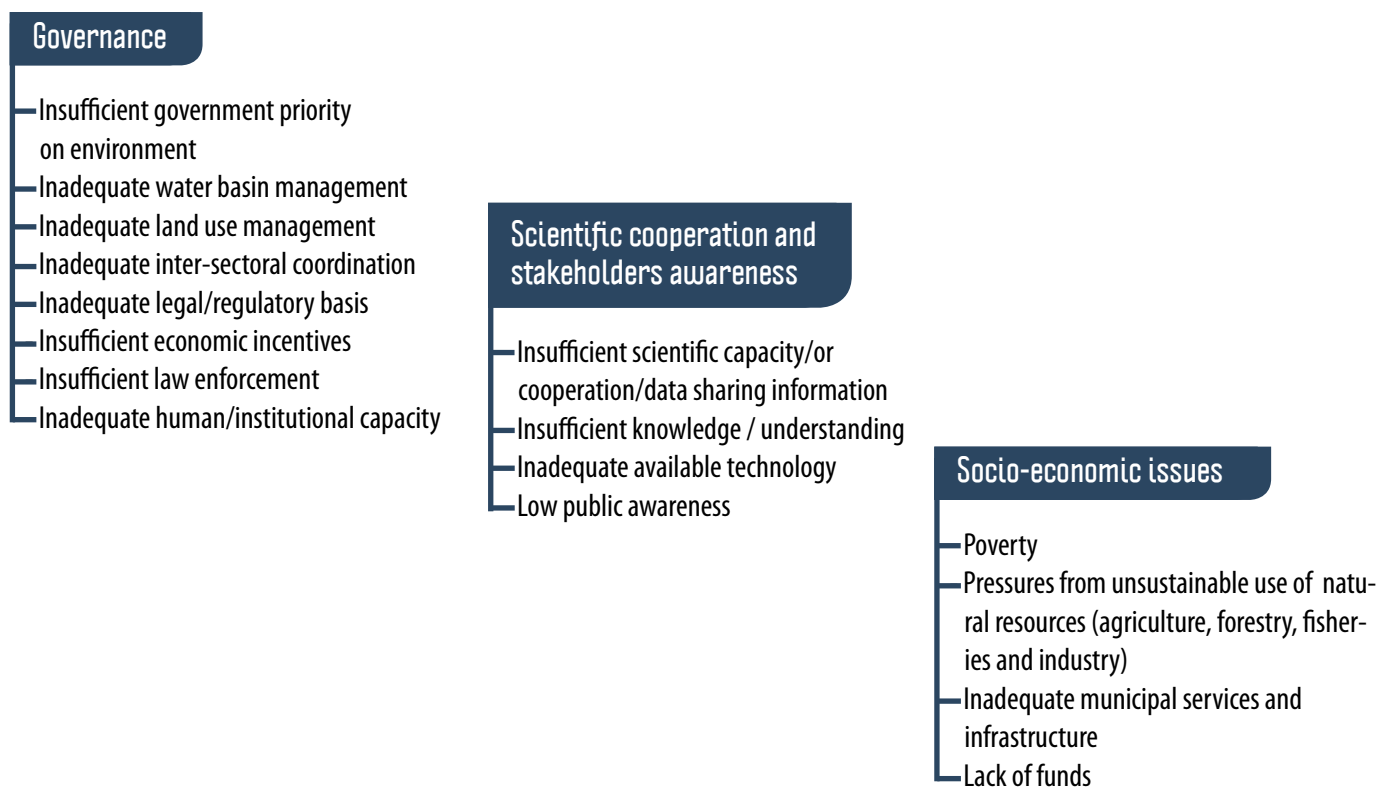 Governance
Insufficient government priority
on environment
Inadequate water basin management
Inadequate land use management
Inadequate inter-sectoral coordination
Inadequate legal/regulatory basis
Insufficient economic incentives
Insufficient law enforcement
Inadequate human/institutional capacity
Scientific cooperation and
stakeholders awareness
Insufficient scientific capacity/or
cooperation/data sharing information
Insufficient knowledge / understanding
Inadequate available technology
Low public awareness
Socio-economic issues
Poverty
Pressures from unsustainable use of natu-
ral resources (agriculture, forestry, fisher-
ies and industry)
Inadequate municipal services and
infrastructure
Lack of funds